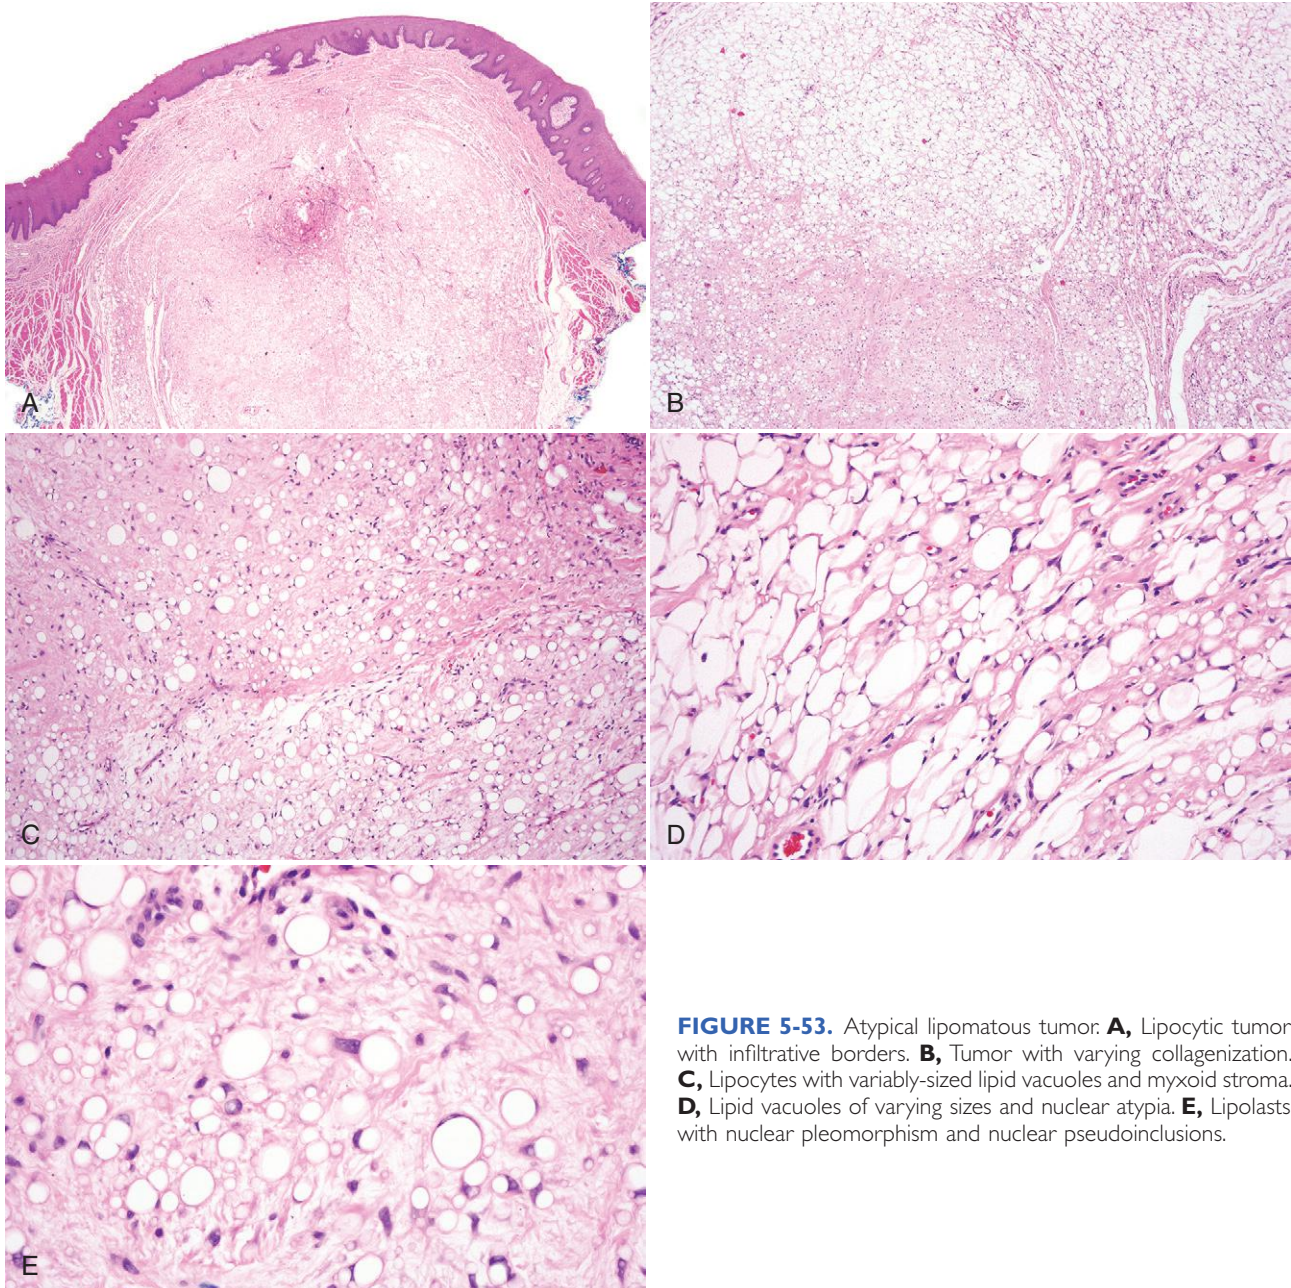 A
B
C
D
E
FIGURE 5-53. Atypical lipomatous tumor. A, Lipocytic tumor
with infiltrative borders. B, Tumor with varying collagenization.
C, Lipocytes with variably-sized lipid vacuoles and myxoid stroma.
D, Lipid vacuoles of varying sizes and nuclear atypia. E, Lipolasts
with nuclear pleomorphism and nuclear pseudoinclusions.